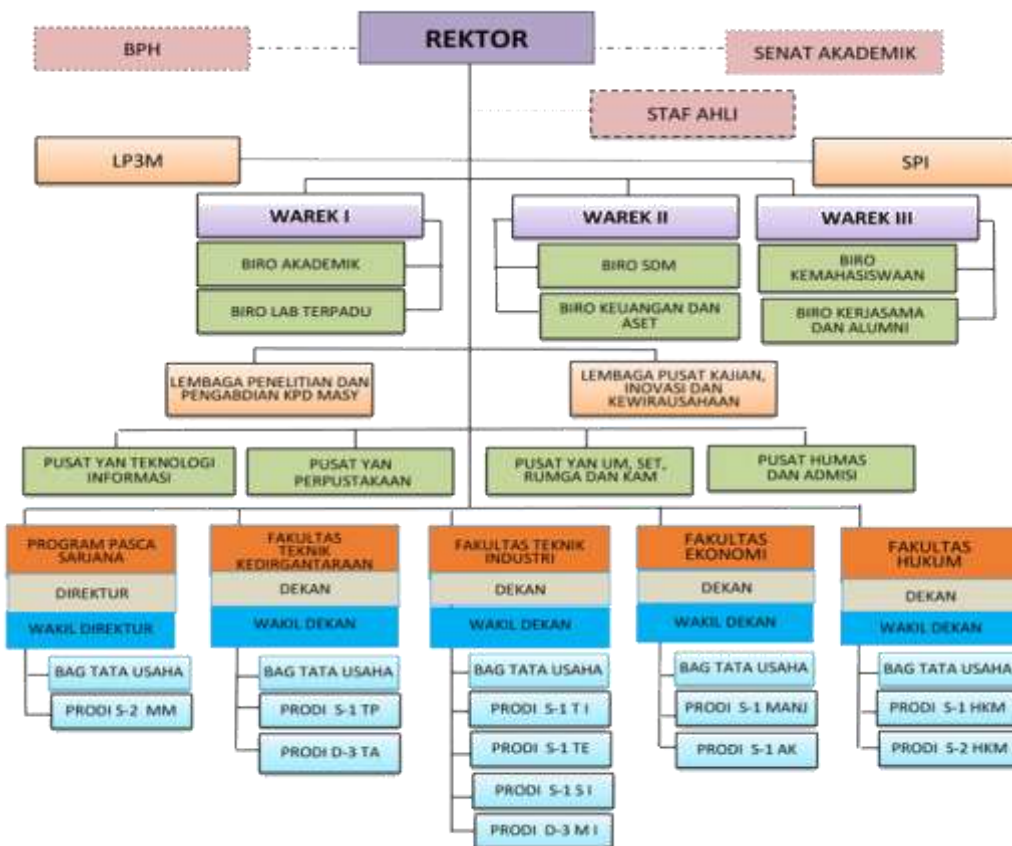 REKTOR
BPH
SENAT AKADEMIK
STAF AHLI
LP3M
SPI
WAREK I
WAREK II
WAREK III
BIRO AKADEMIK
BIRO SDM
BIRO
KEMAHASISWAAN
BIRO LAB TERPADU
BIRO KEUANGAN DAN
ASET
BIRO KERJASAMA
DAN ALUMNI
LEMBAGA PENELITIAN DAN
PENGABDIAN KPD MASY
LEMBAGA PUSAT KAJIAN,
INOVASI DAN
KEWIRAUSAHAAN
PUSAT YAN TEKNOLOGI
INFORMASI
PUSAT YAN
PERPUSTAKAAN
PUSAT YAN UM, SET,
RUMGA DAN KAM
PUSAT HUMAS
DAN ADMISI
PROGRAM PASCA
SARJANA
DIREKTUR
WAKIL DIREKTUR
BAG TATA USAHA
PRODI S-2 MM
FAKULTAS
TEKNIK
KEDIRGANTARAAN
DEKAN
WAKIL DEKAN
BAG TATA USAHA
PRODI S-1 TP
PRODI D-3 TA
FAKULTAS TEKNIK
INDUSTRI
DEKAN
WAKIL DEKAN
BAG TATA USAHA
PRODI S-1 T I
PRODI S-1 TE
PRODI S-1 S I
PRODI D-3 M I
FAKULTAS
EKONOMI
DEKAN
WAKIL DEKAN
BAG TATA USAHA
PRODI S-1 MANJ
PRODI S-1 AK
FAKULTAS
HUKUM
DEKAN
WAKIL DEKAN
BAG TATA USAHA
PRODI S-1 HKM
PRODI S-2 HKM